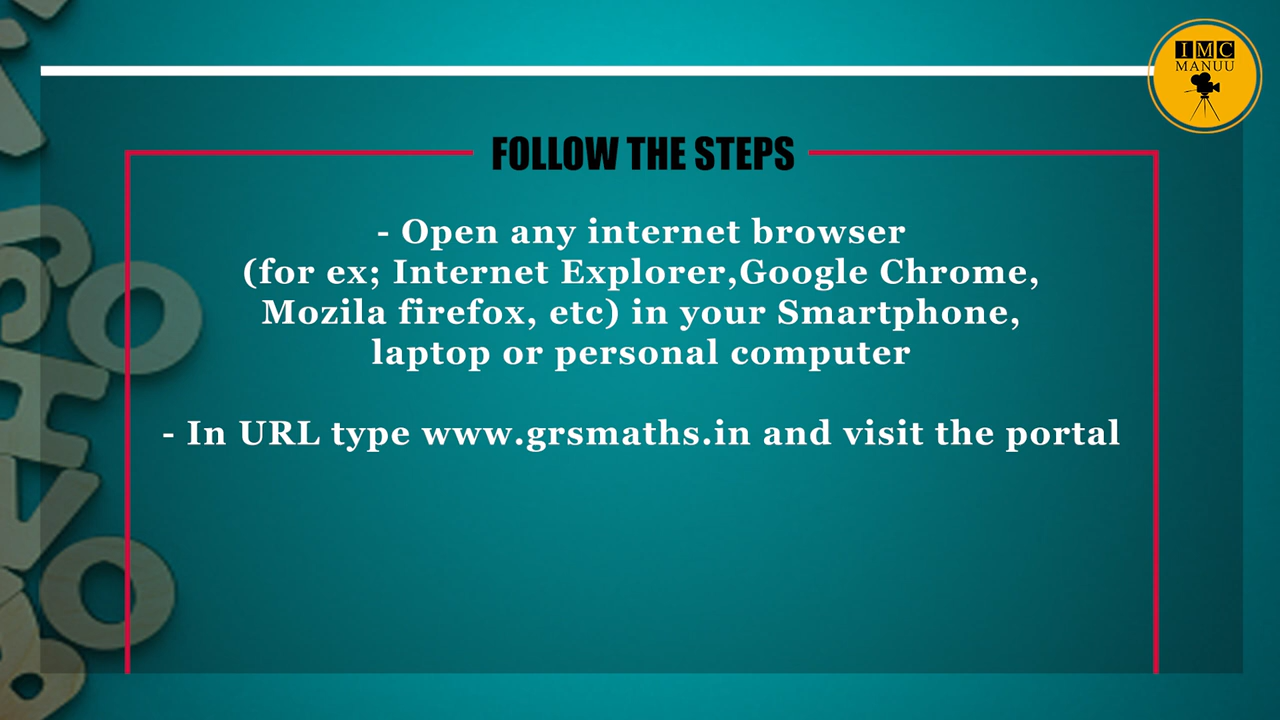 IMC
MANUU
FOLLOW THE STEPS
- Open any internet browser
(for ex; Internet Explorer,Google Chrome,
Mozila firefox, etc) in your Smartphone,
laptop or personal computer
- In URL type www.grsmaths.in and visit the portal